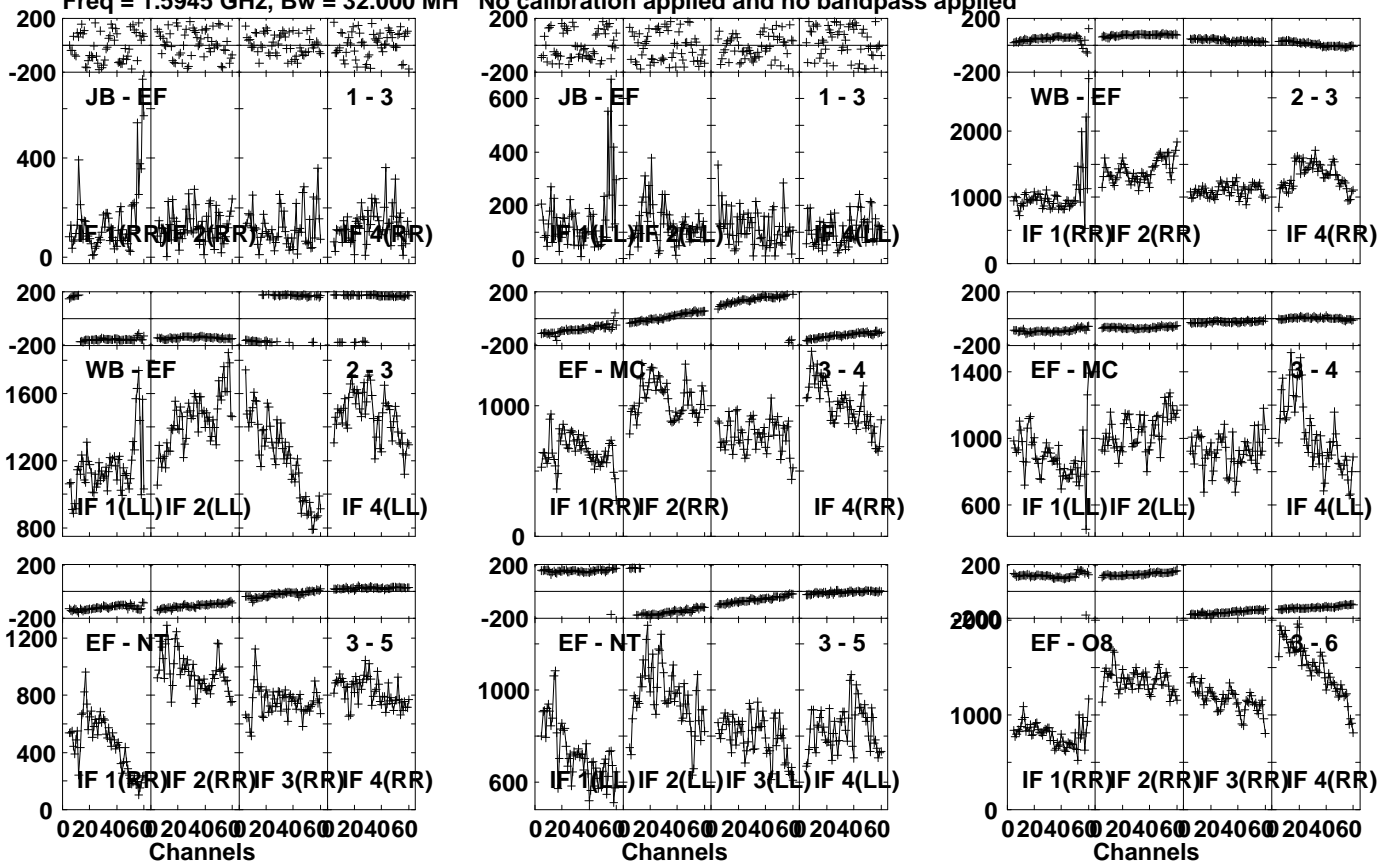 Freq = 1.5945 GHz, Bw = 32.000 MH No calibration applied and no bandpass applied
200
-200
JB - EF
1 - 3
400
0
IF 1(RR)
IF 2(RR)
IF 4(RR)
200
-200
JB - EF
1 - 3
600
400
200
0
IF 1(LL)
IF 2(LL)
IF 4(LL)
200
-200
WB - EF
2 - 3
2000
1000
0
IF 1(RR)
IF 2(RR)
IF 4(RR)
200
-200
WB - EF
2 - 3
1600
1200
800
IF 1(LL)
IF 2(LL)
IF 4(LL)
200
-200
EF - MC
3 - 4
1000
0
IF 1(RR)
IF 2(RR)
IF 4(RR)
200
-200
EF - MC
3 - 4
1400
1000
600
IF 1(LL)
IF 2(LL)
IF 4(LL)
200
-200
EF - NT
3 - 5
1200
800
400
0
IF 1(RR)
IF 2(RR)
IF 3(RR)
IF 4(RR)
0 20 40 60 0 20 40 60 0 20 40 60 0 20 40 60
Channels
200
-200
EF - NT
3 - 5
1000
600
IF 1(LL)
IF 2(LL)
IF 3(LL)
IF 4(LL)
0 20 40 60 0 20 40 60 0 20 40 60 0 20 40 60
Channels
200
-200
2000
EF - O8
3 - 6
1000
0
IF 1(RR)
IF 2(RR)
IF 3(RR)
IF 4(RR)
0 20 40 60 0 20 40 60 0 20 40 60 0 20 40 60
Channels